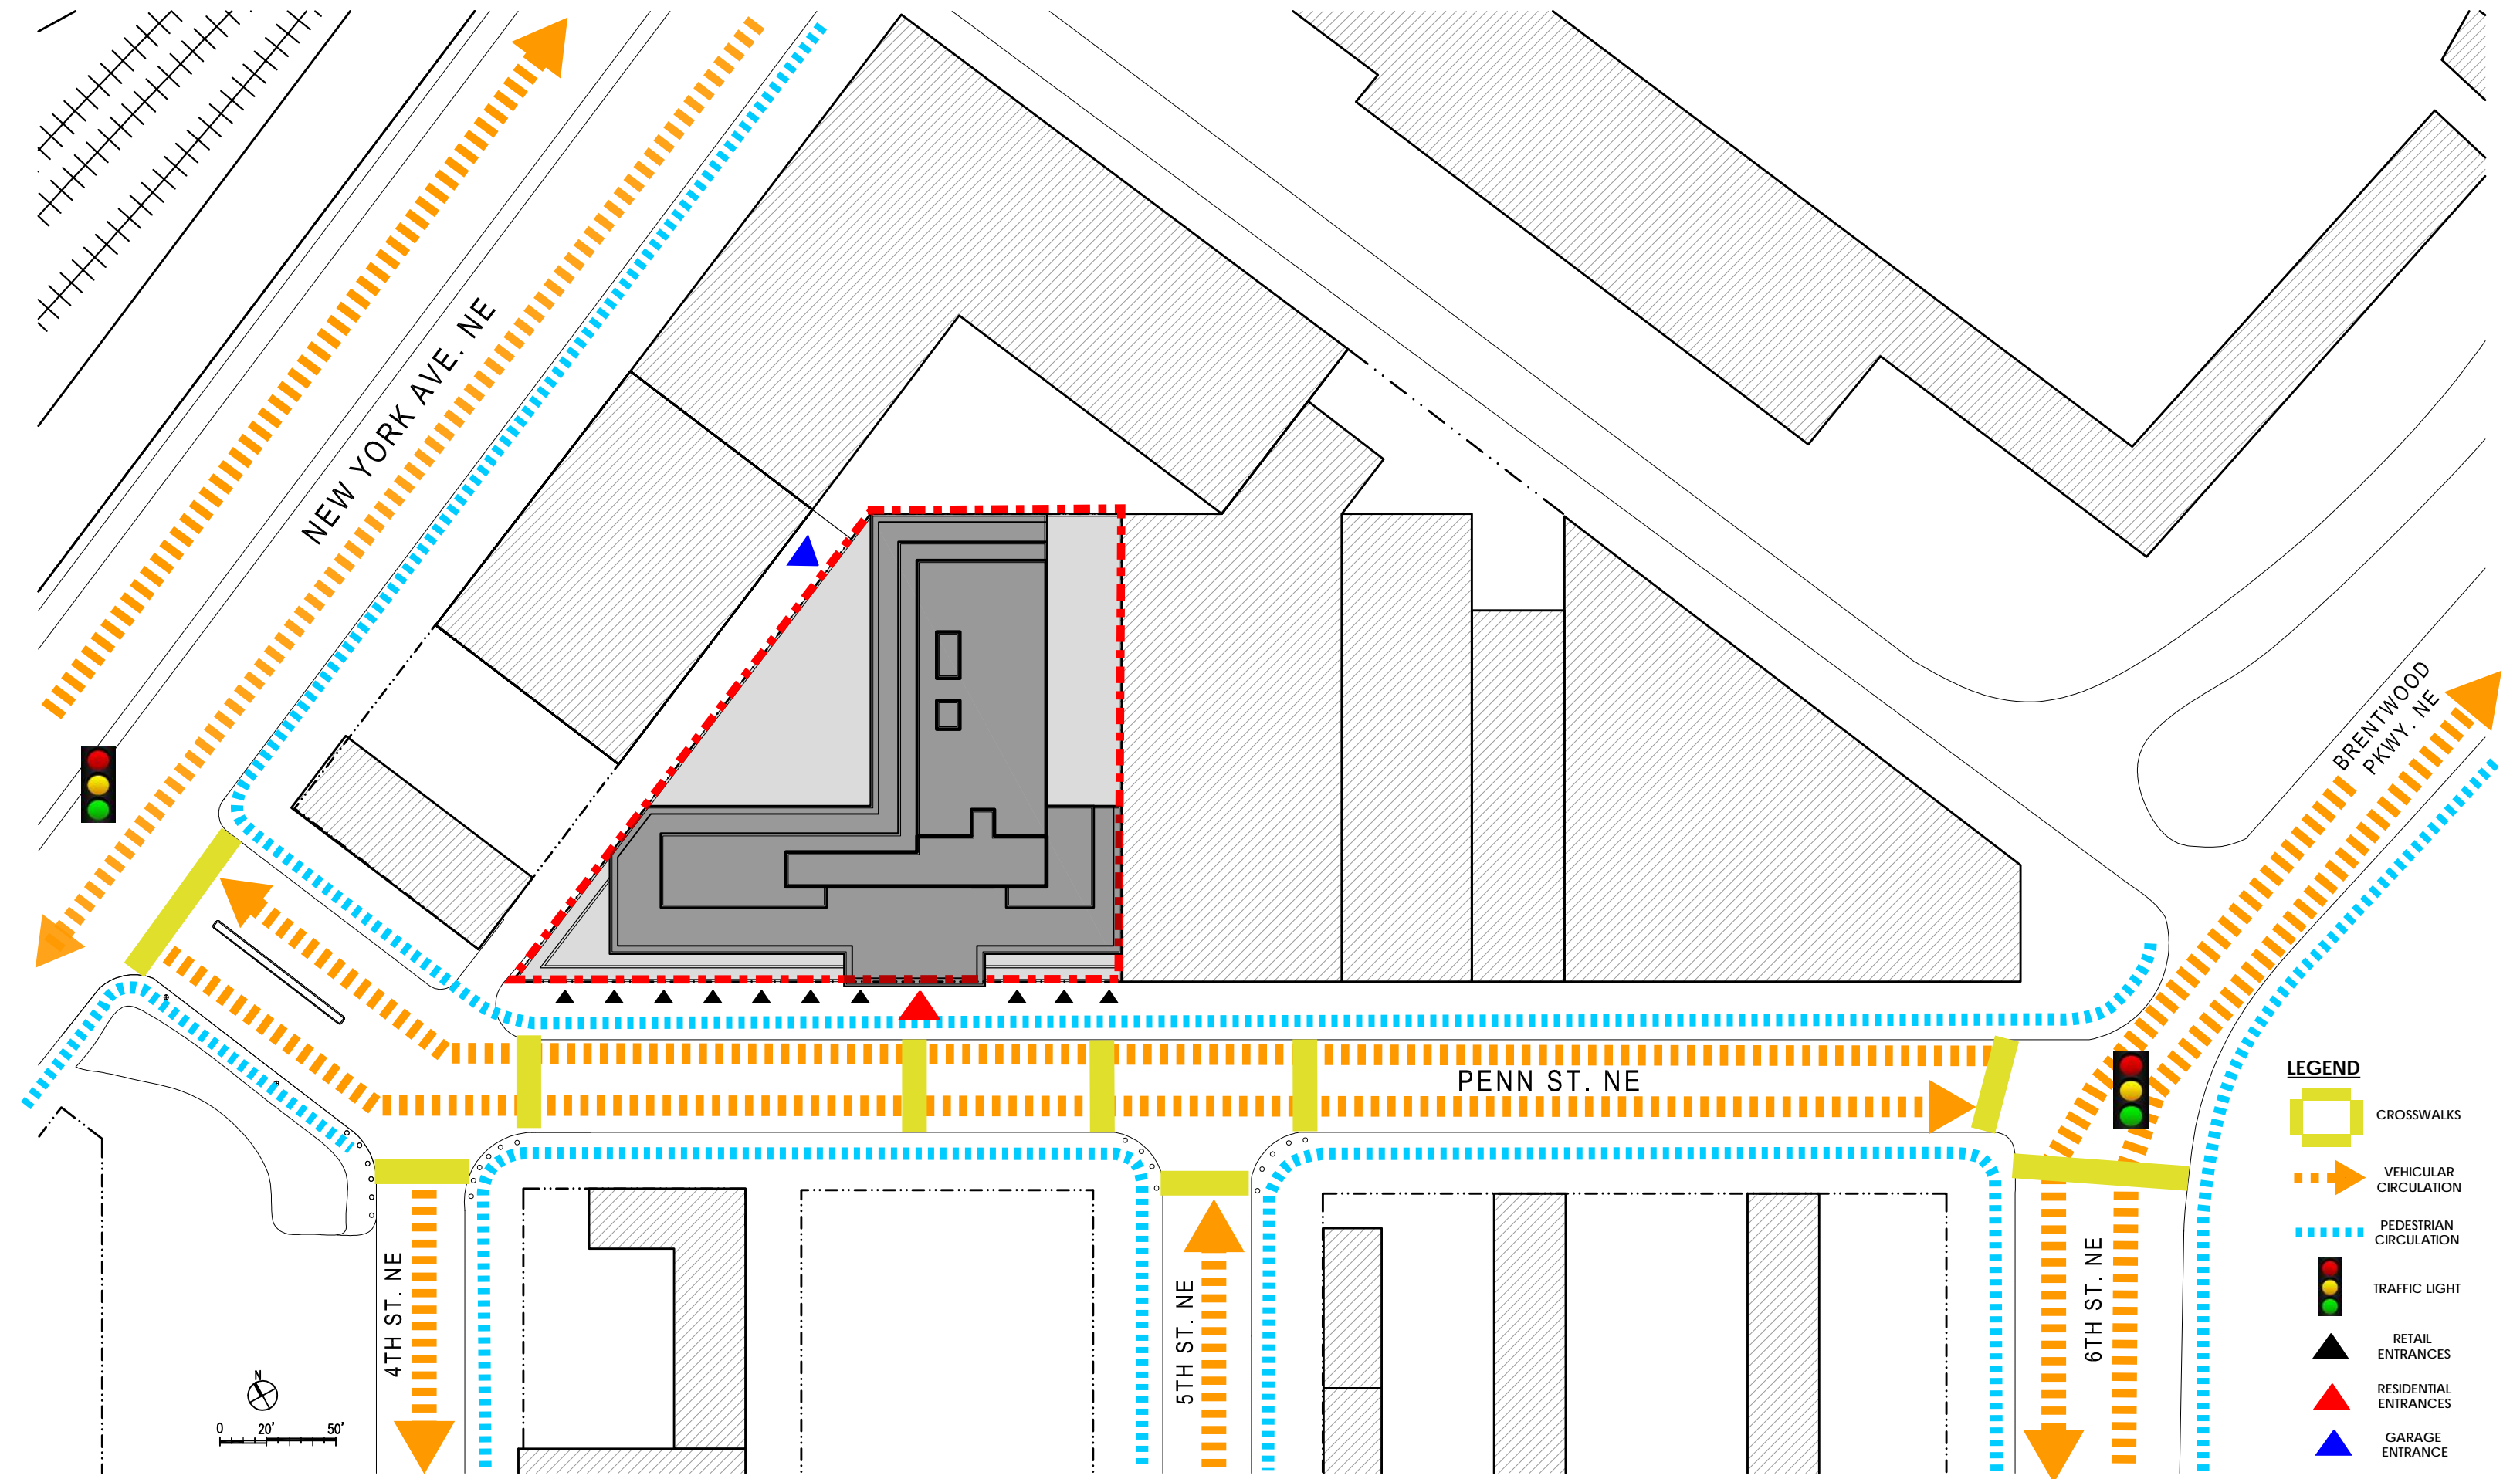 NEW YORK AVE. NE
BRENTWOOD
PKWY. NE
PENN ST. NE
4TH ST. NE
5TH ST. NE
6TH ST. NE
N
0 20' 50'
LEGEND
CROSSWALKS
VEHICULAR
CIRCULATION
PEDESTRIAN
CIRCULATION
TRAFFIC LIGHT
RETAIL
ENTRANCES
RESIDENTIAL
ENTRANCES
GARAGE
ENTRANCE